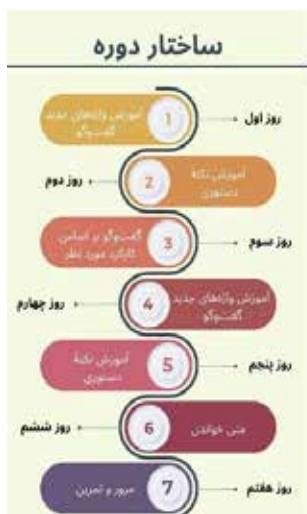 ساختار دوره
روز اول
1
آموزش واژه‌های جدید
گفت‌وگو
روز دوم
2
آموزش نکتهٔ
دستوری
روز سوم
3
گفت‌وگو بر اساس
کارکرد مورد نظر
روز چهارم
4
آموزش واژه‌های جدید
گفت‌وگو
روز پنجم
5
آموزش نکتهٔ
دستوری
روز ششم
6
متن خواندن
روز هفتم
7
مرور و تمرین